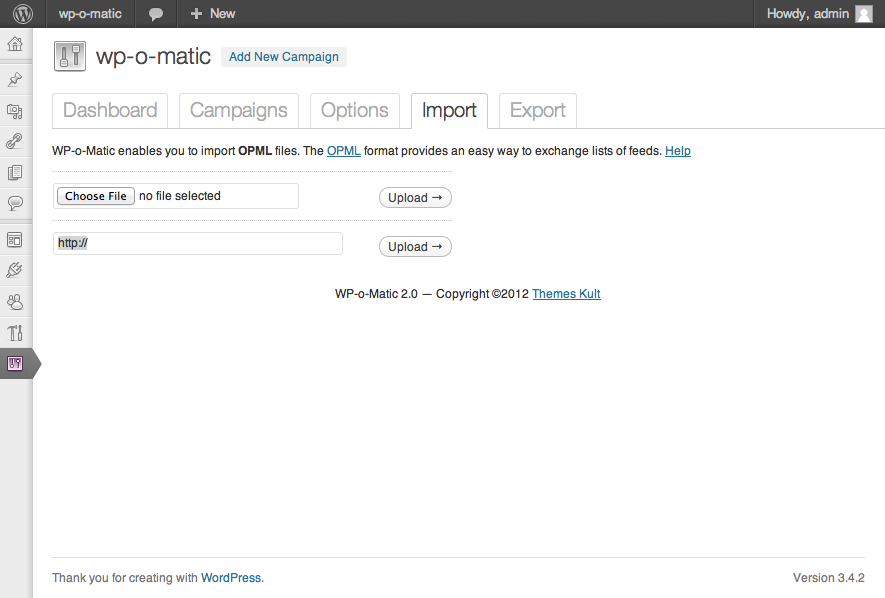 wp-o-matic New Howdy, admin
wp-o-matic Add New Campaign
Dashboard Campaigns Options Import Export
WP-o-Matic enables you to import OPML files. The OPML format provides an easy way to exchange lists of feeds. Help
Choose File no file selected Upload →
http:// Upload →
WP-o-Matic 2.0 — Copyright ©2012 Themes Kult
Thank you for creating with WordPress. Version 3.4.2